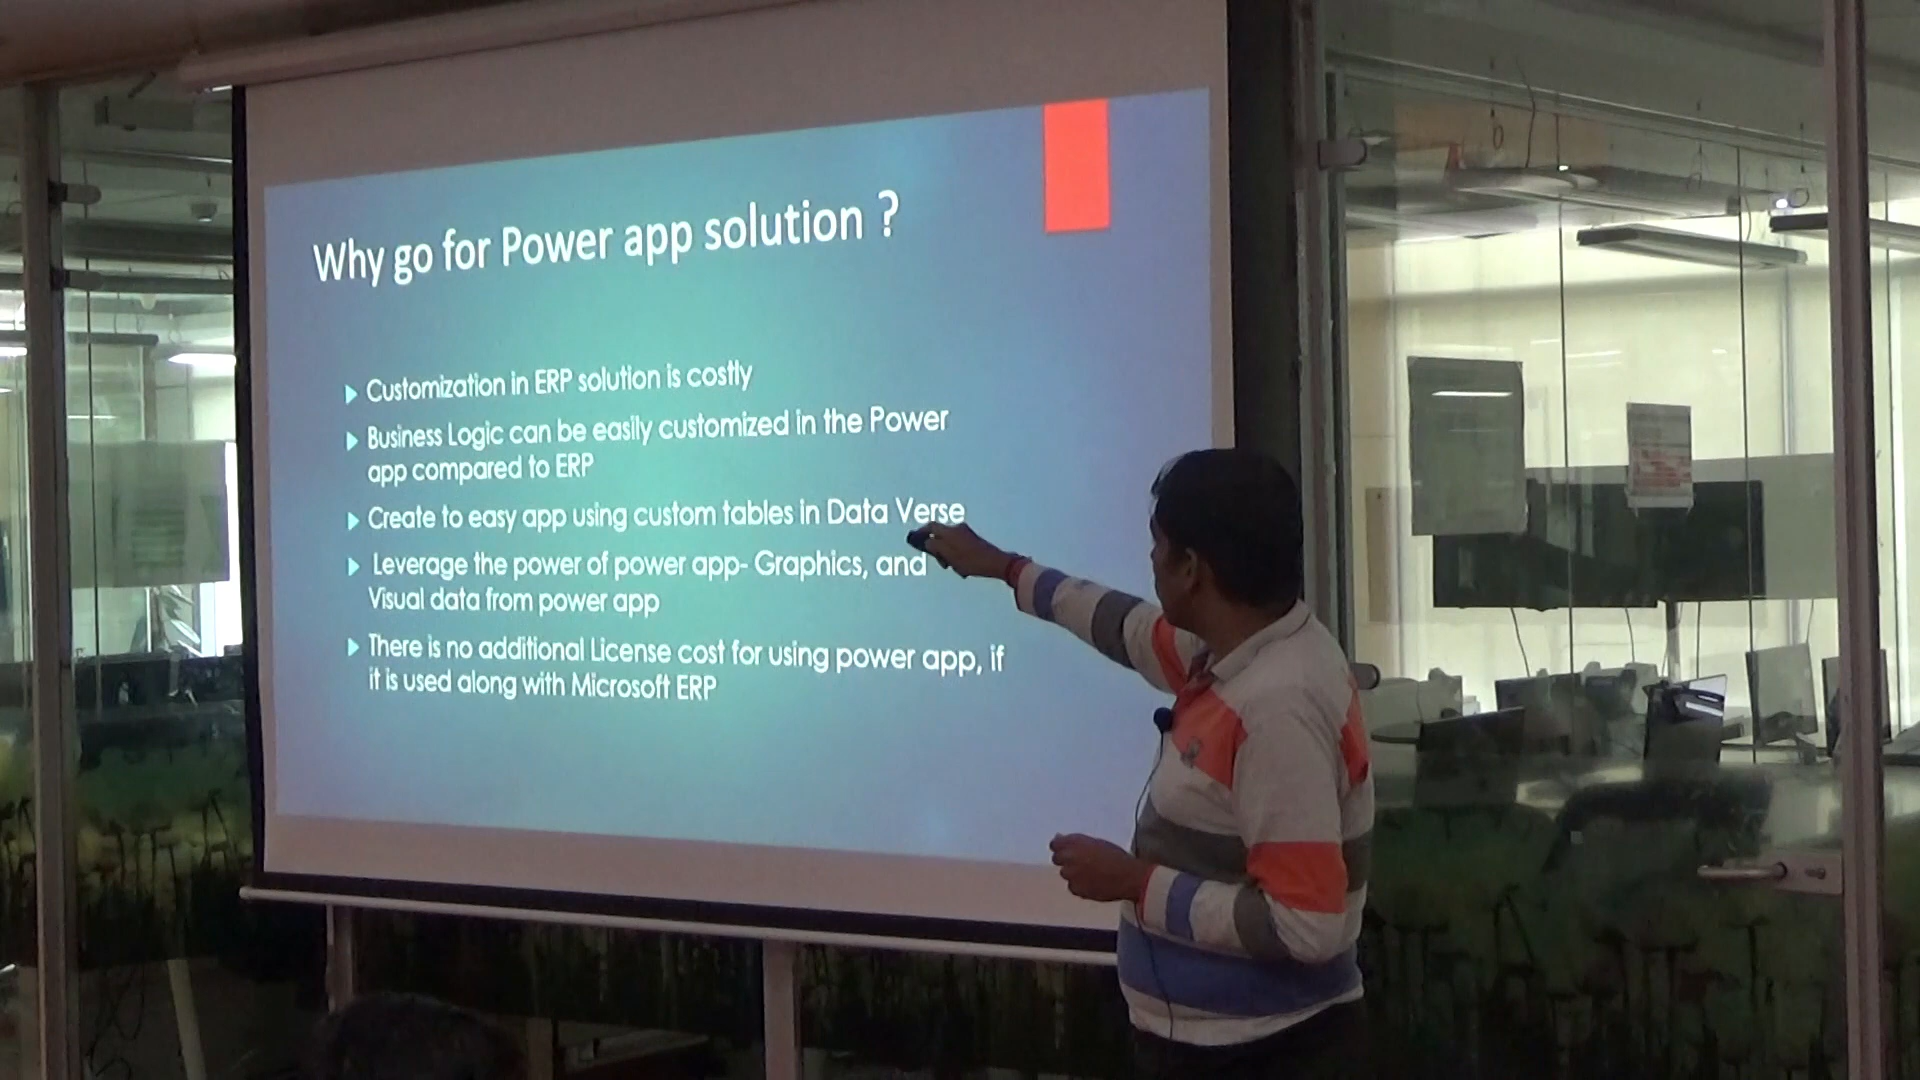 Why go for Power app solution ?
Customization in ERP solution is costly
Business Logic can be easily customized in the Power
app compared to ERP
Create to easy app using custom tables in Data Verse
Leverage the power of power app- Graphics, and
Visual data from power app
There is no additional License cost for using power app, if
it is used along with Microsoft ERP